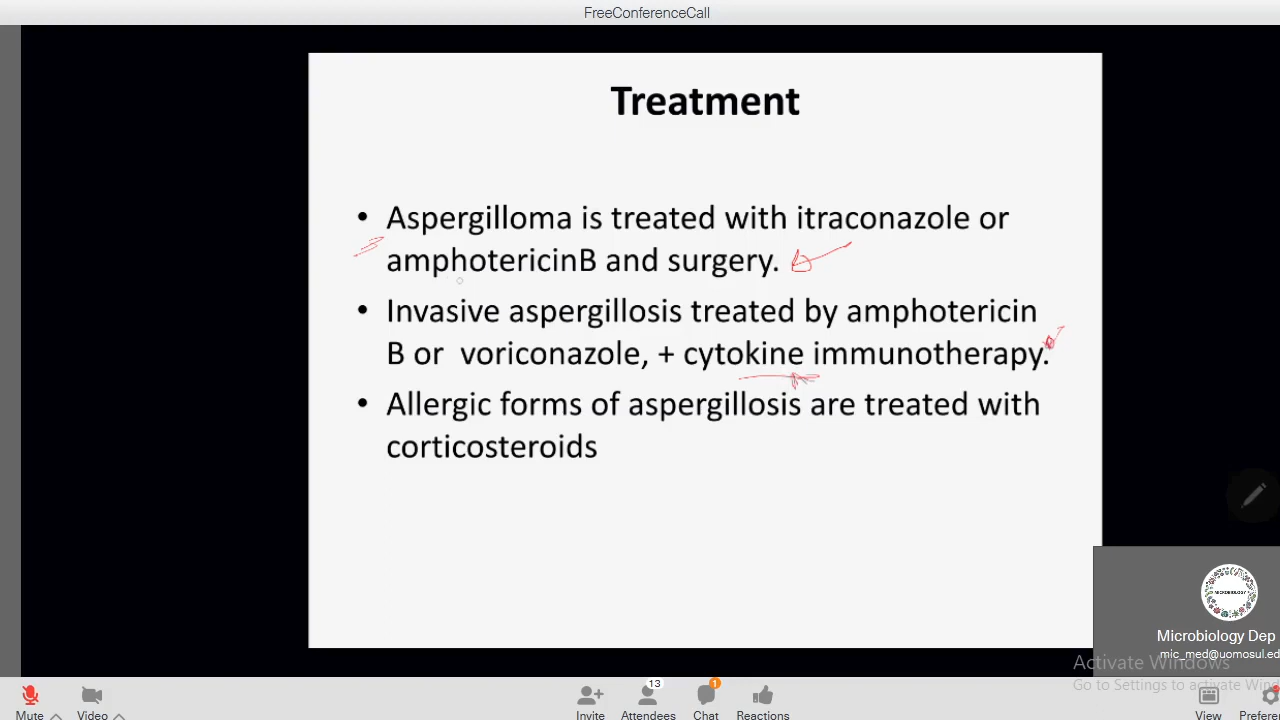 FreeConferenceCall
Treatment
• Aspergilloma is treated with itraconazole or
amphotericinB and surgery.
• Invasive aspergillosis treated by amphotericin
B or voriconazole, + cytokine immunotherapy.
• Allergic forms of aspergillosis are treated with
corticosteroids
MICROBIOLOGY
Microbiology Dep
mic_med@uomosul.ed
Activate Windows
Go to Settings to activate Win
13
1
Mute
Video
Invite
Attendees
Chat
Reactions
View
Prefere